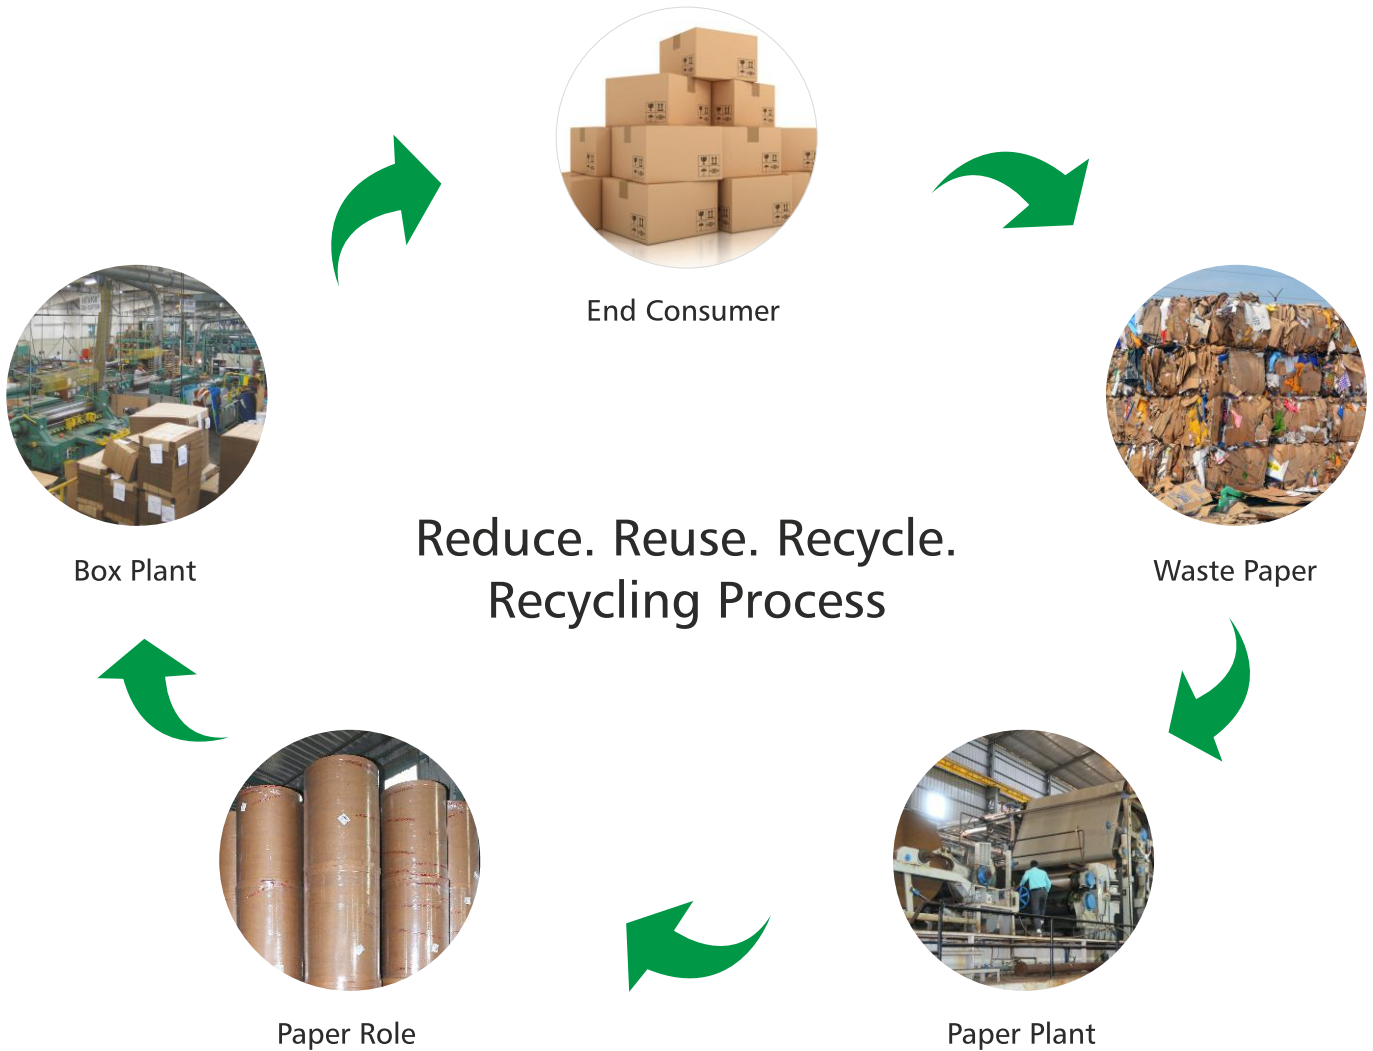 End Consumer
Box Plant
Waste Paper
Reduce. Reuse. Recycle.
Recycling Process
Paper Role
Paper Plant